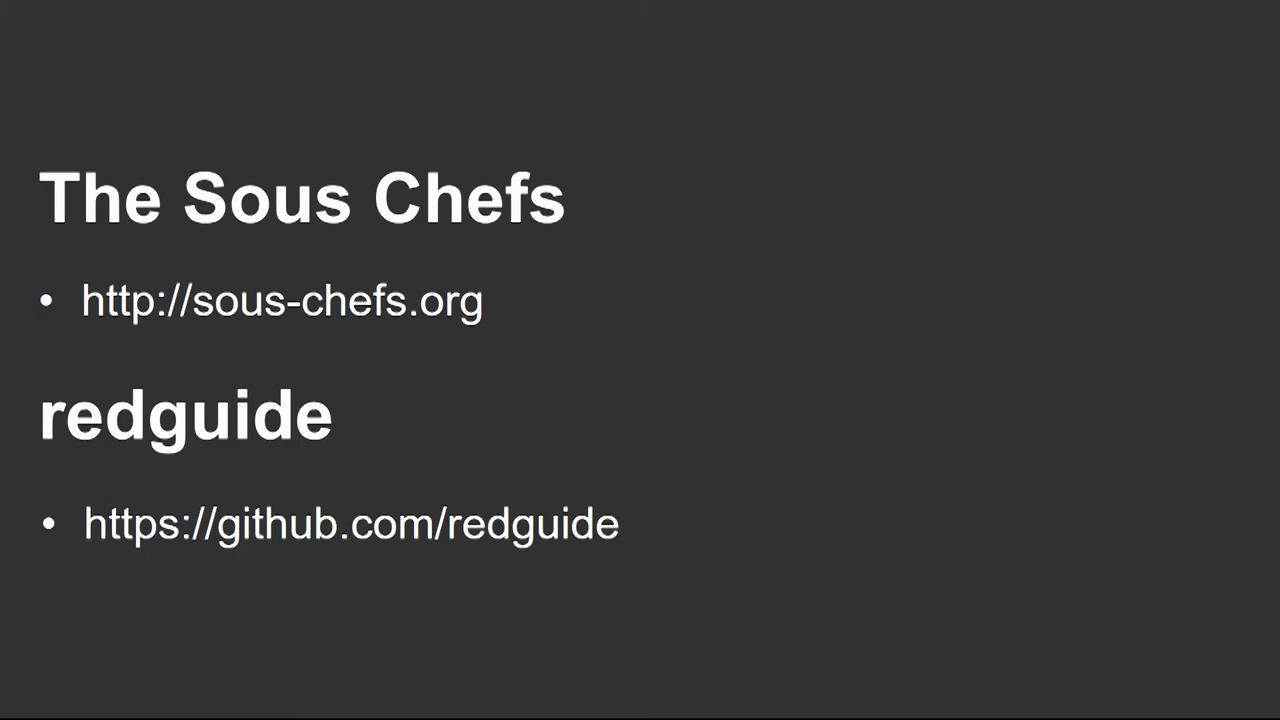 The Sous Chefs
• http://sous-chefs.org
redguide
• https://github.com/redguide